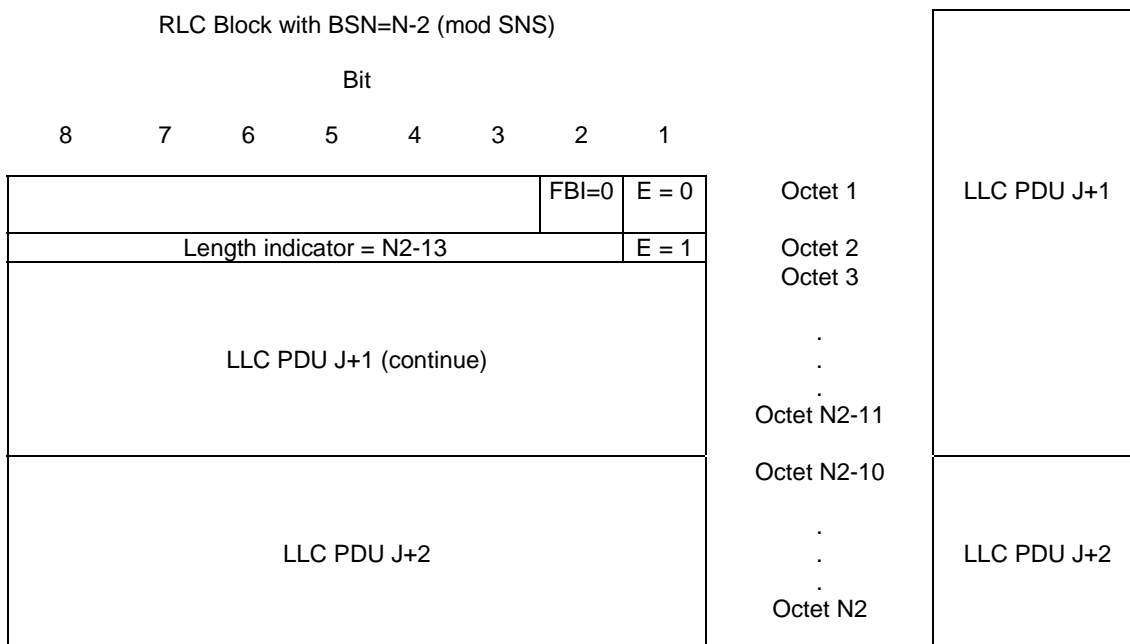 RLC Block with BSN=N-2 (mod SNS)
Bit
8 7 6 5 4 3 2 1
FBI=0 E = 0 Octet 1 LLC PDU J+1
Length indicator = N2-13 E = 1 Octet 2
Octet 3
.
LLC PDU J+1 (continue) .
.
Octet N2-11
Octet N2-10
.
LLC PDU J+2 . LLC PDU J+2
.
Octet N2